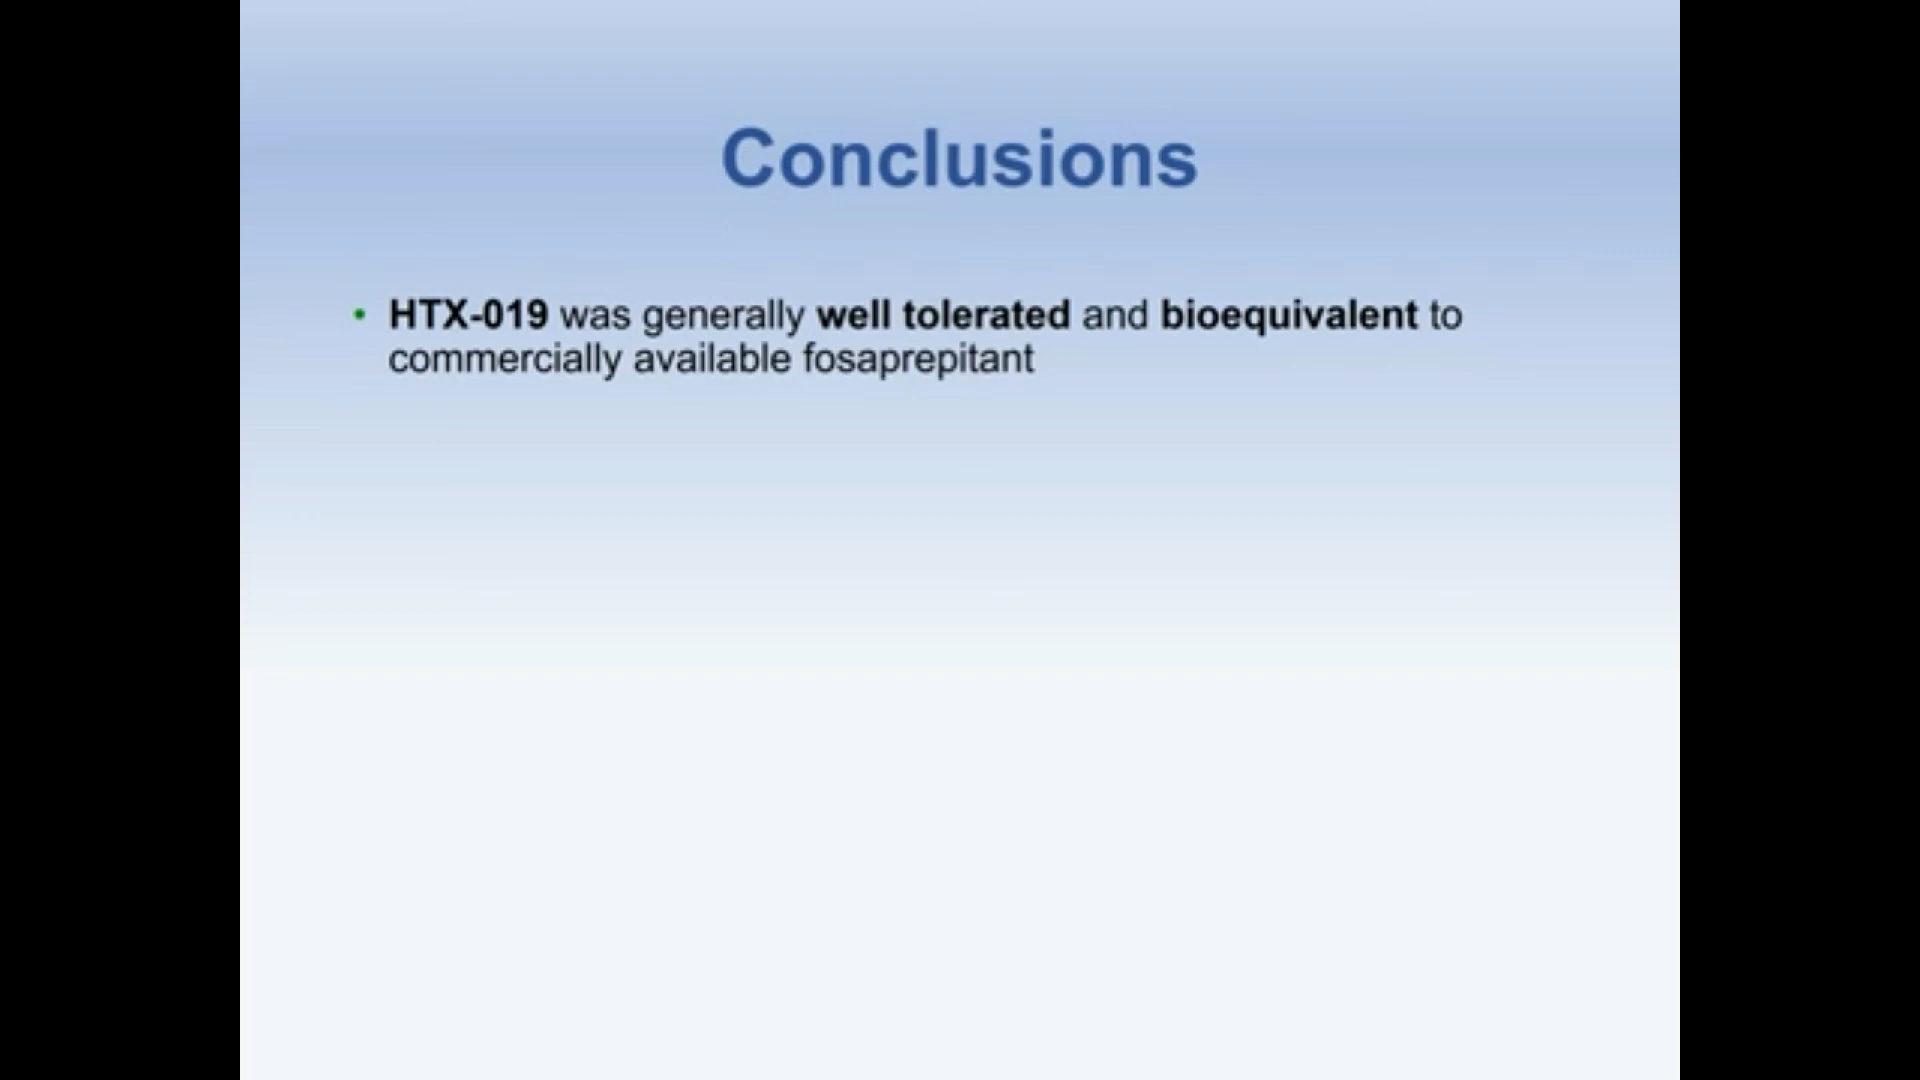 Conclusions
• HTX-019 was generally well tolerated and bioequivalent to
commercially available fosaprepitant